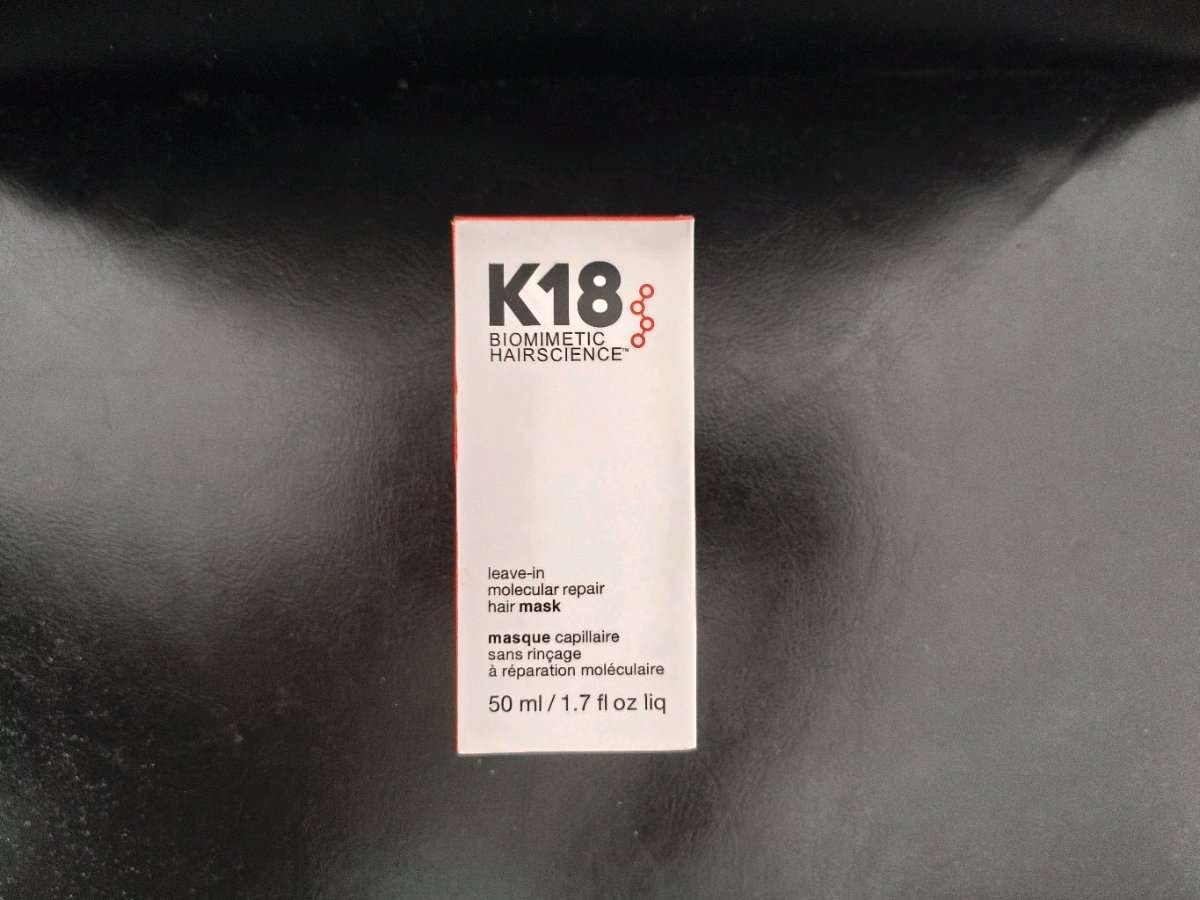 K18
BIOMIMETIC
HAIRSCIENCE™
leave-in
molecular repair
hair mask
masque capillaire
sans rinçage
à réparation moléculaire
50 ml / 1.7 fl oz liq